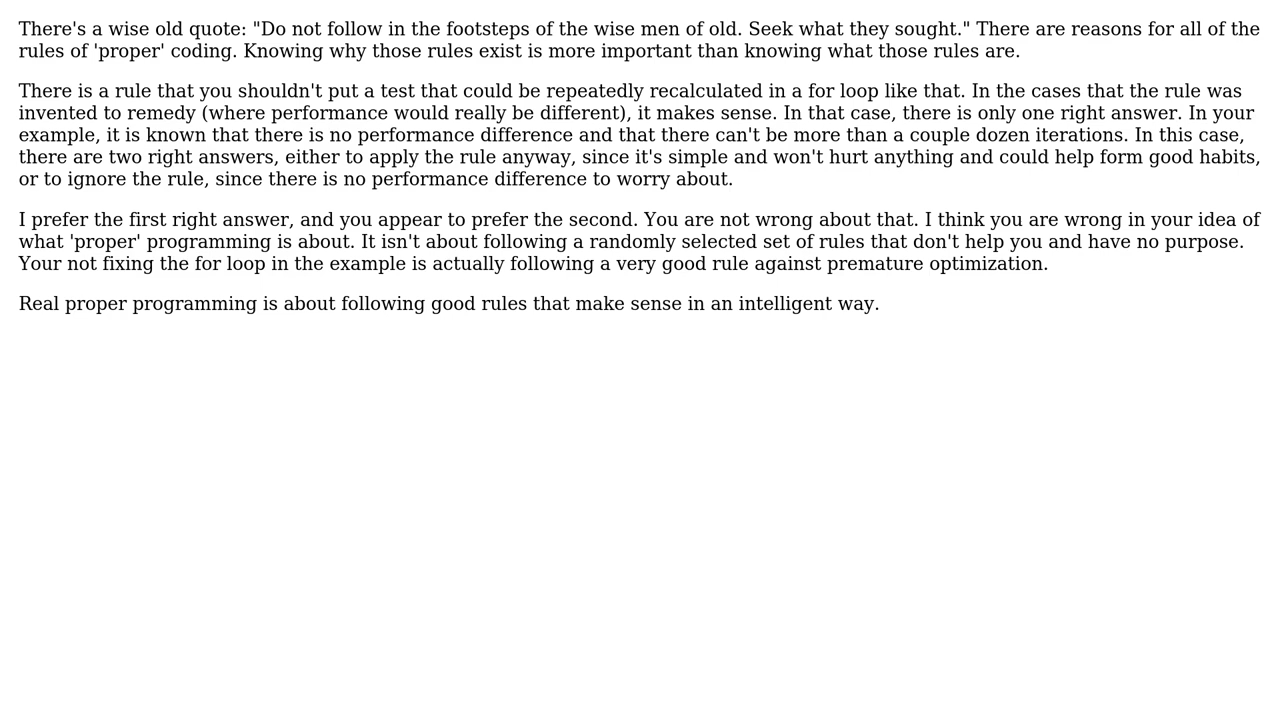 There's a wise old quote: "Do not follow in the footsteps of the wise men of old. Seek what they sought." There are reasons for all of the
rules of 'proper' coding. Knowing why those rules exist is more important than knowing what those rules are.
There is a rule that you shouldn't put a test that could be repeatedly recalculated in a for loop like that. In the cases that the rule was
invented to remedy (where performance would really be different), it makes sense. In that case, there is only one right answer. In your
example, it is known that there is no performance difference and that there can't be more than a couple dozen iterations. In this case,
there are two right answers, either to apply the rule anyway, since it's simple and won't hurt anything and could help form good habits,
or to ignore the rule, since there is no performance difference to worry about.
I prefer the first right answer, and you appear to prefer the second. You are not wrong about that. I think you are wrong in your idea of
what 'proper' programming is about. It isn't about following a randomly selected set of rules that don't help you and have no purpose.
Your not fixing the for loop in the example is actually following a very good rule against premature optimization.
Real proper programming is about following good rules that make sense in an intelligent way.